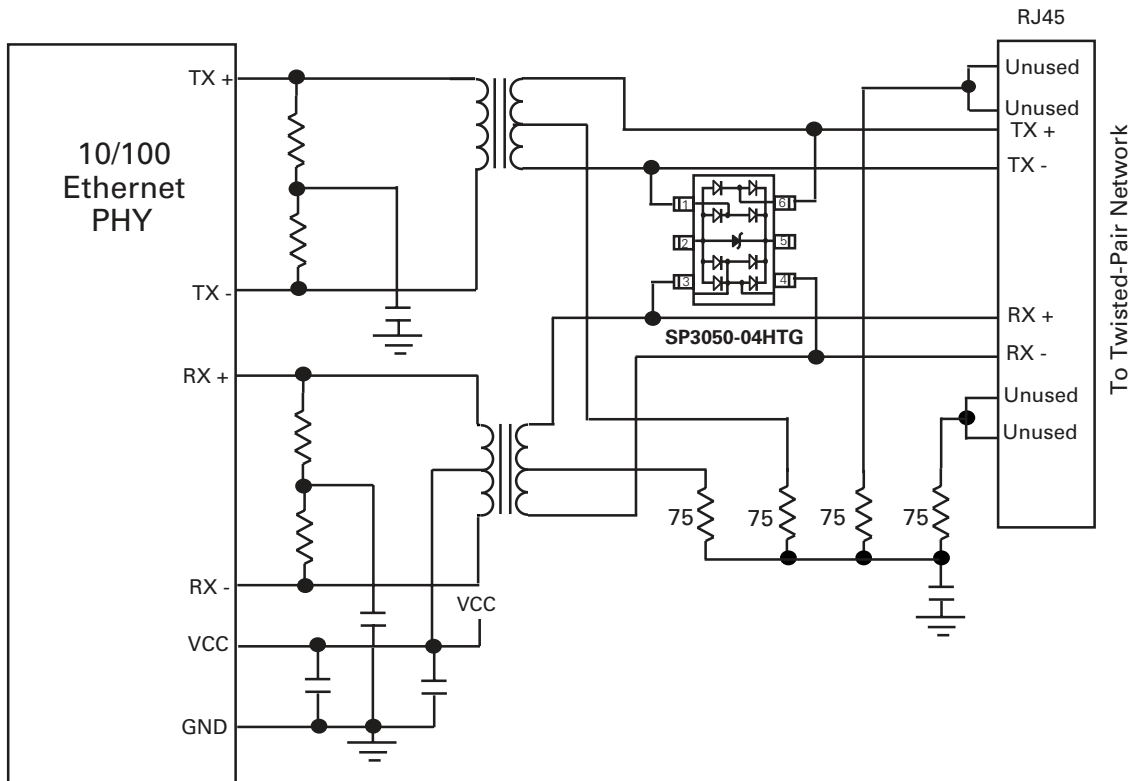 RJ45
10/100
Ethernet
PHY
TX +
TX -
RX +
RX -
VCC
GND
VCC
1
2
3
6
5
4
SP3050-04HTG
75
75
75
75
Unused
Unused
TX +
TX -
RX +
RX -
Unused
Unused
To Twisted-Pair Network